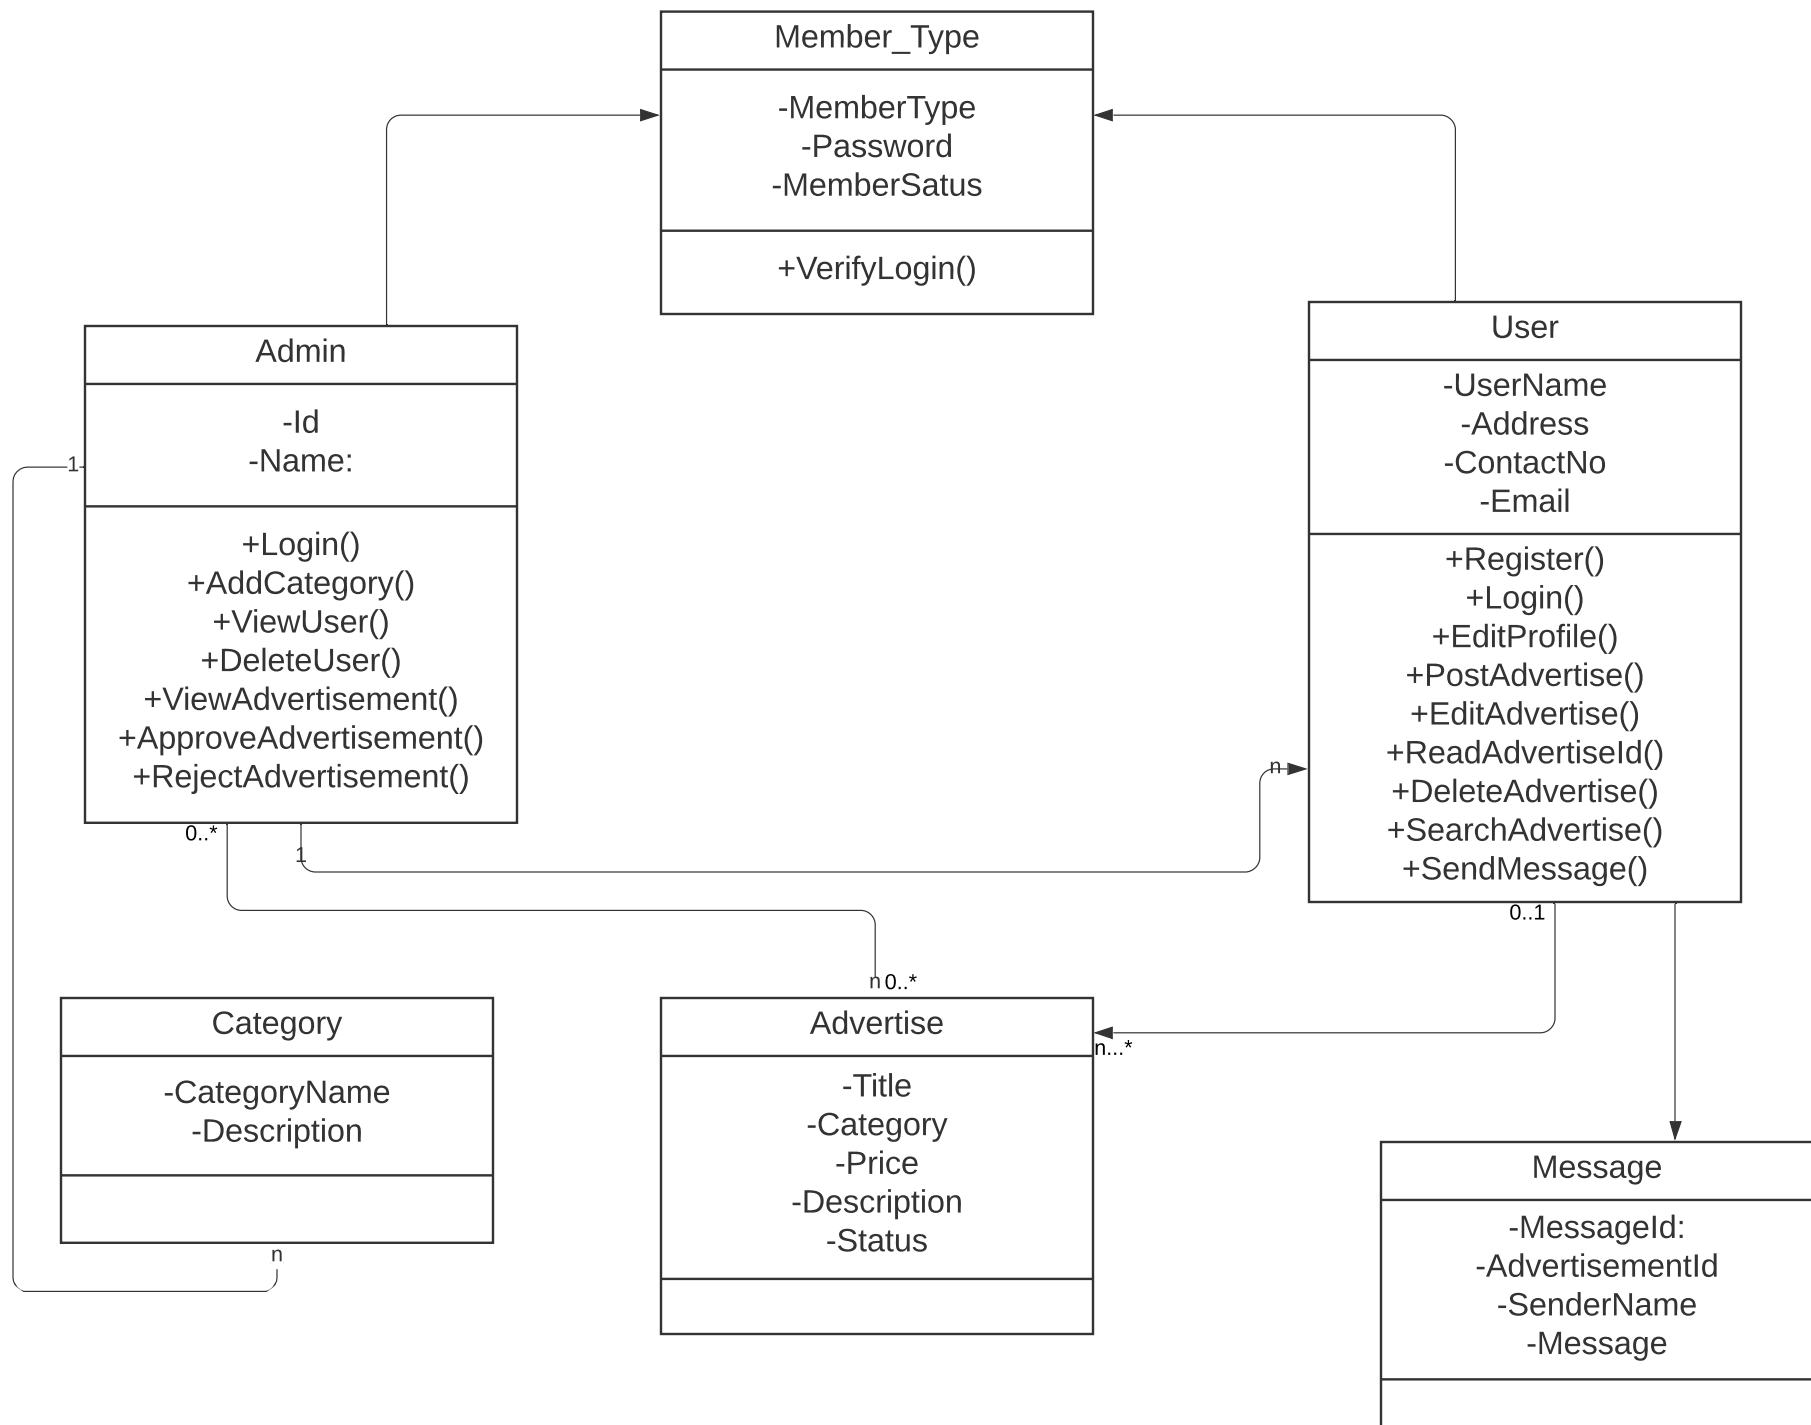 Member_Type
-MemberType
-Password
-MemberSatus
+VerifyLogin()
Admin
-Id
-Name:
+Login()
+AddCategory()
+ViewUser()
+DeleteUser()
+ViewAdvertisement()
+ApproveAdvertisement()
+RejectAdvertisement()
1
0..*
1
User
-UserName
-Address
-ContactNo
-Email
+Register()
+Login()
+EditProfile()
+PostAdvertise()
+EditAdvertise()
+ReadAdvertiseId()
+DeleteAdvertise()
+SearchAdvertise()
+SendMessage()
n
0..1
Category
-CategoryName
-Description
n
n 0..*
Advertise
-Title
-Category
-Price
-Description
-Status
n...*
Message
-MessageId:
-AdvertisementId
-SenderName
-Message